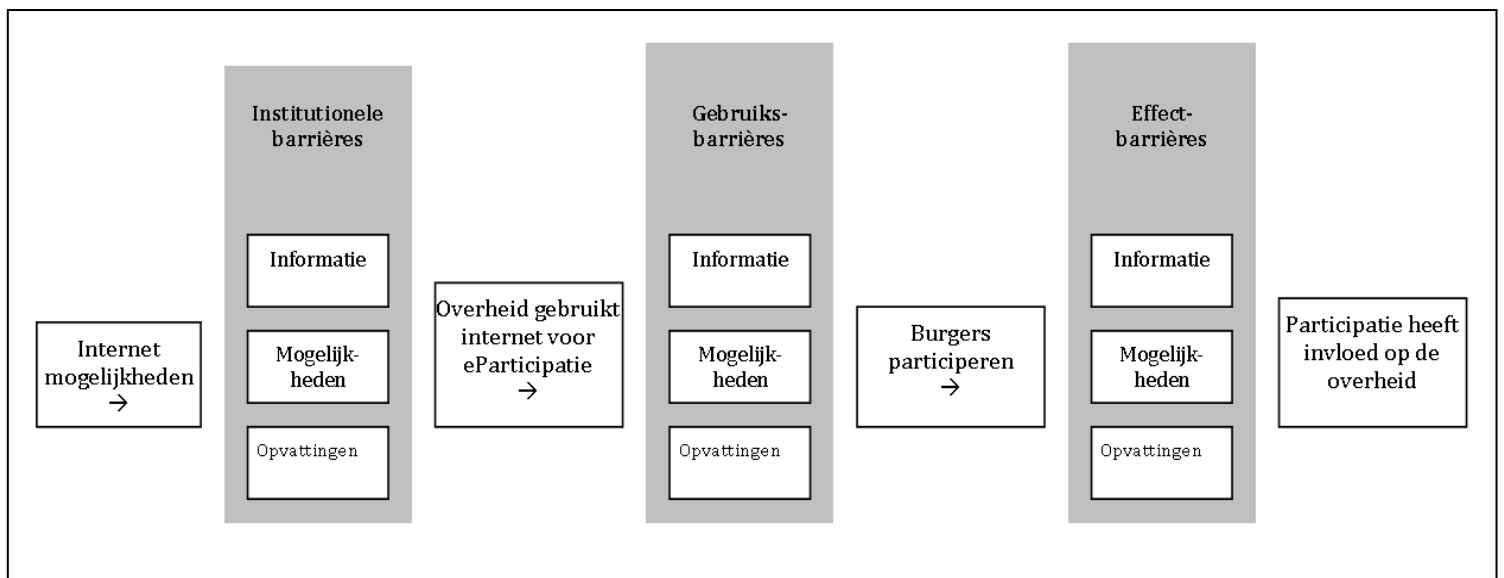 Internet
mogelijkheden
→
Institutionele
barrières
Informatie
Mogelijk-
heden
Opvattingen
Overheid gebruikt
internet voor
eParticipatie
→
Gebruiks-
barrières
Informatie
Mogelijk-
heden
Opvattingen
Burgers
participeren
→
Effect-
barrières
Informatie
Mogelijk-
heden
Opvattingen
Participatie heeft
invloed op de
overheid